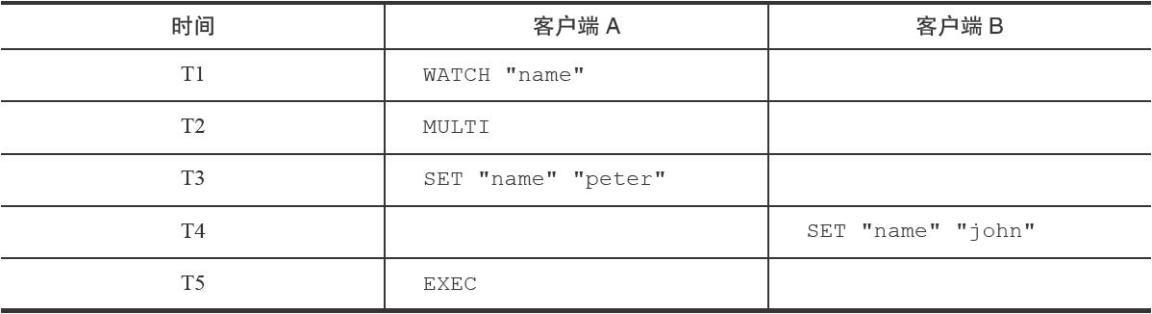 时间 客户端 A 客户端 B
T1 WATCH "name"
T2 MULTI
T3 SET "name" "peter"
T4 SET "name" "john"
T5 EXEC